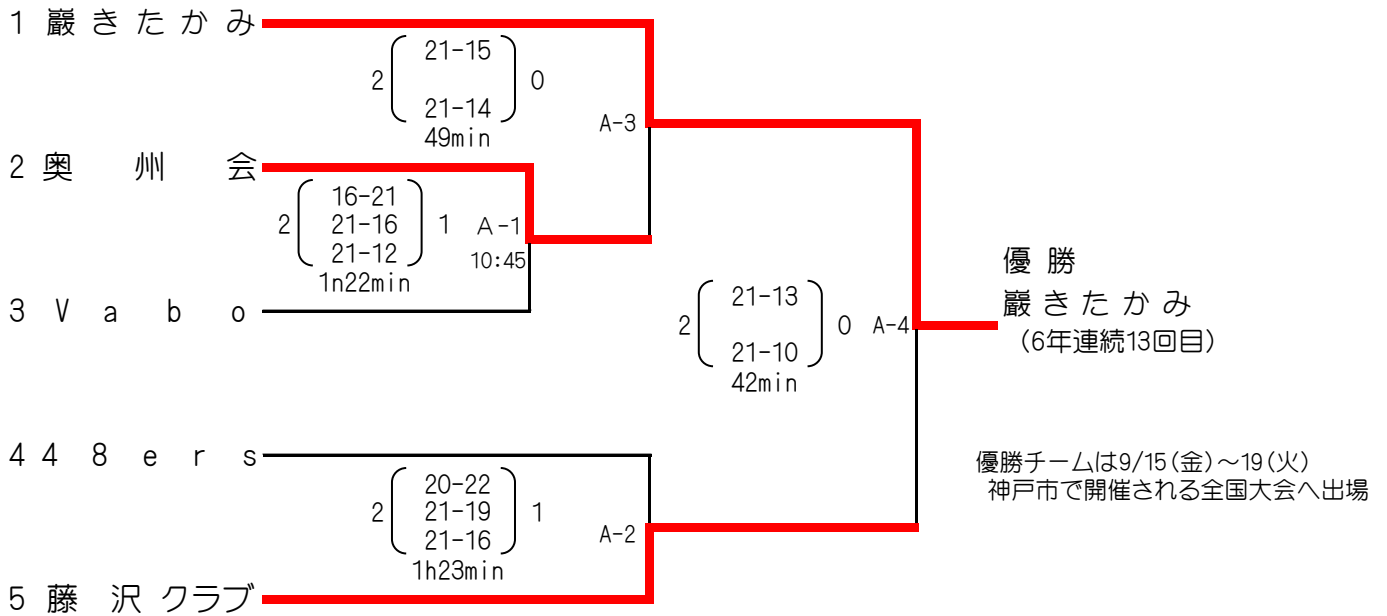 1 巖きたかみ
2 ( 21-15 21-14 ) 0
49min
A-3
2 奥州会
2 ( 16-21 21-16 21-12 ) 1
1n22min
A-1
10:45
3 Vabo
2 ( 21-13 21-10 ) 0
42min
A-4
優勝
巖きたかみ
(6年連続13回目)
4 48ers
2 ( 20-22 21-19 21-16 ) 1
1h23min
A-2
5 藤沢クラブ
優勝チームは9/15(金)～19(火)
神戸市で開催される全国大会へ出場